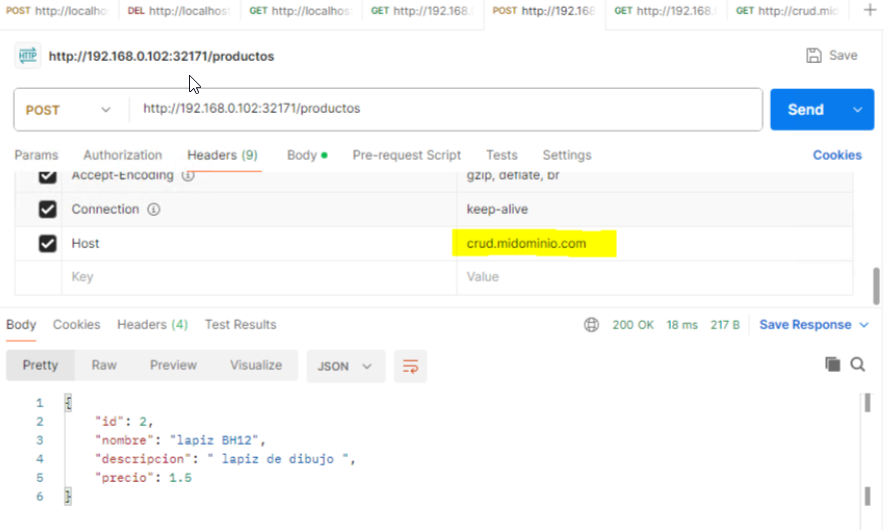 POST http://localho
DEL http://localhos
GET http://localhos
GET http://192.168.
POST http://192.168
GET http://192.168.
GET http://crud.mid
HTTP http://192.168.0.102:32171/productos
Save
POST http://192.168.0.102:32171/productos
Send
Params Authorization Headers (9) Body Pre-request Script Tests Settings Cookies
Accept-Encoding gzip, deflate, br
Connection keep-alive
Host crud.midominio.com
Key Value
Body Cookies Headers (4) Test Results 200 OK 18 ms 217 B Save Response
Pretty Raw Preview Visualize JSON
1 {
2 "id": 2,
3 "nombre": "lapiz BH12",
4 "descripcion": " lapiz de dibujo ",
5 "precio": 1.5
6 }